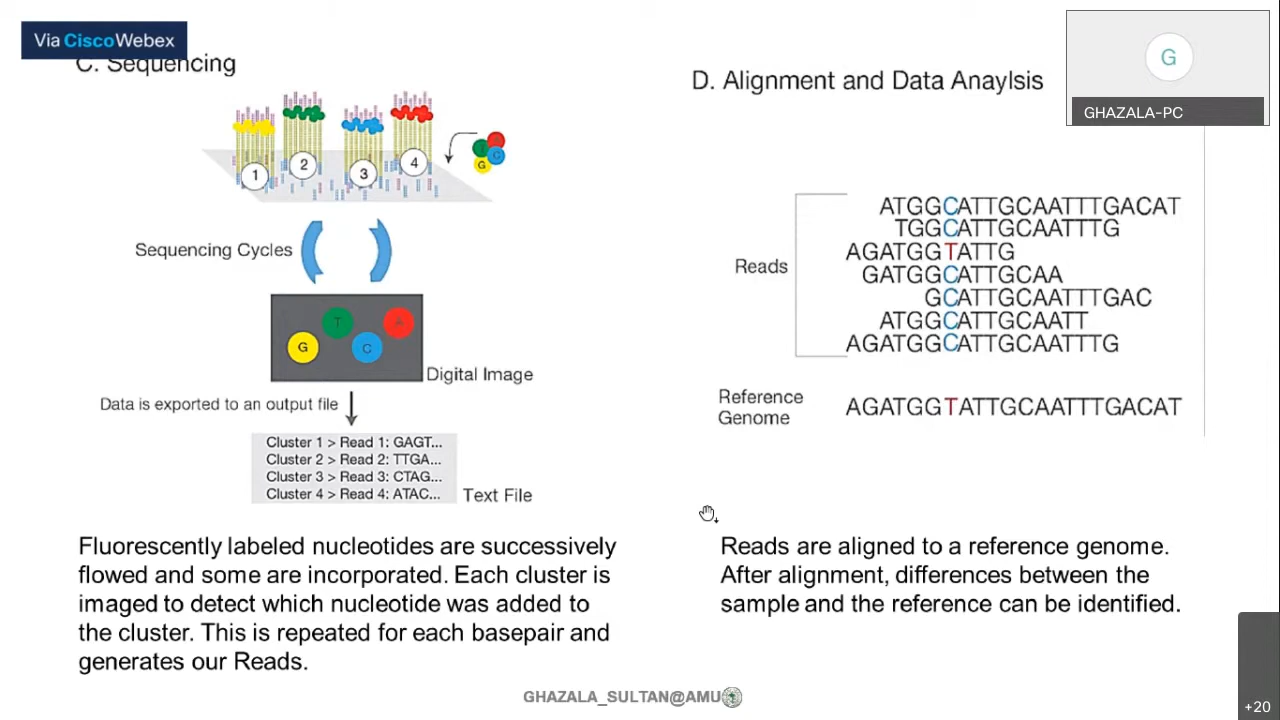 Via Cisco Webex
C. Sequencing
1
2
3
4
T
A
C
G
Sequencing Cycles
G
T
C
A
Digital Image
Data is exported to an output file
Cluster 1 > Read 1: GAGT...
Cluster 2 > Read 2: TTGA...
Cluster 3 > Read 3: CTAG...
Cluster 4 > Read 4: ATAC...
Text File
Fluorescently labeled nucleotides are successively
flowed and some are incorporated. Each cluster is
imaged to detect which nucleotide was added to
the cluster. This is repeated for each basepair and
generates our Reads.
D. Alignment and Data Anaylsis
Reads
ATGGCATTGCAATTTGACAT
TGGCATTGCAATTTG
AGATGGTATTG
GATGGCATTGCAA
GCATTGCAATTTGAC
ATGGCATTGCAATT
AGATGGCATTGCAATTTG
Reference
Genome
AGATGGTATTGCAATTTGACAT
Reads are aligned to a reference genome.
After alignment, differences between the
sample and the reference can be identified.
G
GHAZALA-PC
GHAZALA_SULTAN@AMU
+20